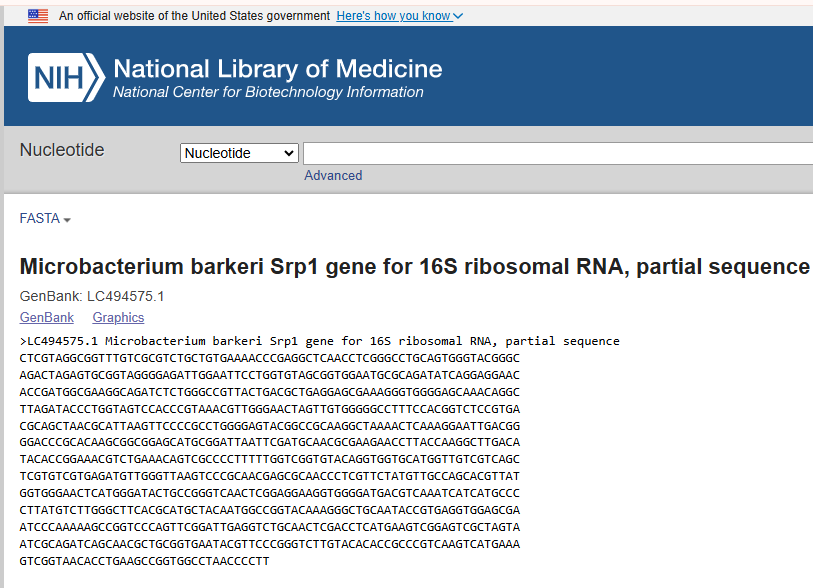 An official website of the United States government Here's how you know
NIH National Library of Medicine
National Center for Biotechnology Information
Nucleotide
Nucleotide
Advanced
FASTA
Microbacterium barkeri Srp1 gene for 16S ribosomal RNA, partial sequence
GenBank: LC494575.1
GenBank Graphics
>LC494575.1 Microbacterium barkeri Srp1 gene for 16S ribosomal RNA, partial sequence
CTCGTAGGCGGTTTGTCGCGTCTGCTGTGAAAACCCGAGGCTCAACCTCGGGCCTGCAGTGGGTACGGGC
AGACTAGAGTGCGGTAGGGGAGATTGGAATTCCTGGTGTAGCGGTGGAATGCGCAGATATCAGGAGGAAC
ACCGATGGCGAAGGCAGATCTCTGGGCCGTTACTGACGCTGAGGAGCGAAAGGGTGGGGAGCAAACAGGC
TTAGATACCCTGGTAGTCCACCCGTAAACGTTGGGAACTAGTTGTGGGGGCCTTTCCACGGTCTCCGTGA
CGCAGCTAACGCATTAAGTTCCCCGCCTGGGGAGTACGGCCGCAAGGCTAAAACTCAAAGGAATTGACGG
GGACCCGCACAAGCGGCGGAGCATGCGGATTAATTCGATGCAACGCGAAGAACCTTACCAAGGCTTGACA
TACACCGGAAACGTCTGAAACAGTCGCCCCTTTTTGGTCGGTGTACAGGTGGTGCATGGTTGTCGTCAGC
TCGTGTCGTGAGATGTTGGGTTAAGTCCCGCAACGAGCGCAACCCTCGTTCTATGTTGCCAGCACGTTAT
GGTGGGAACTCATGGGATACTGCCGGGTCAACTCGGAGGAAGGTGGGGATGACGTCAAATCATCATGCCC
CTTATGTCTTGGGCTTCACGCATGCTACAATGGCCGGTACAAAGGGCTGCAATACCGTGAGGTGGAGCGA
ATCCCAAAAAGCCGGTCCCAGTTCGGATTGAGGTCTGCAACTCGACCTCATGAAGTCGGAGTCGCTAGTA
ATCGCAGATCAGCAACGCTGCGGTGAATACGTTCCCGGGTCTTGTACACACCGCCCGTCAAGTCATGAAA
GTCGGTAACACCTGAAGCCGGTGGCCTAACCCCTT